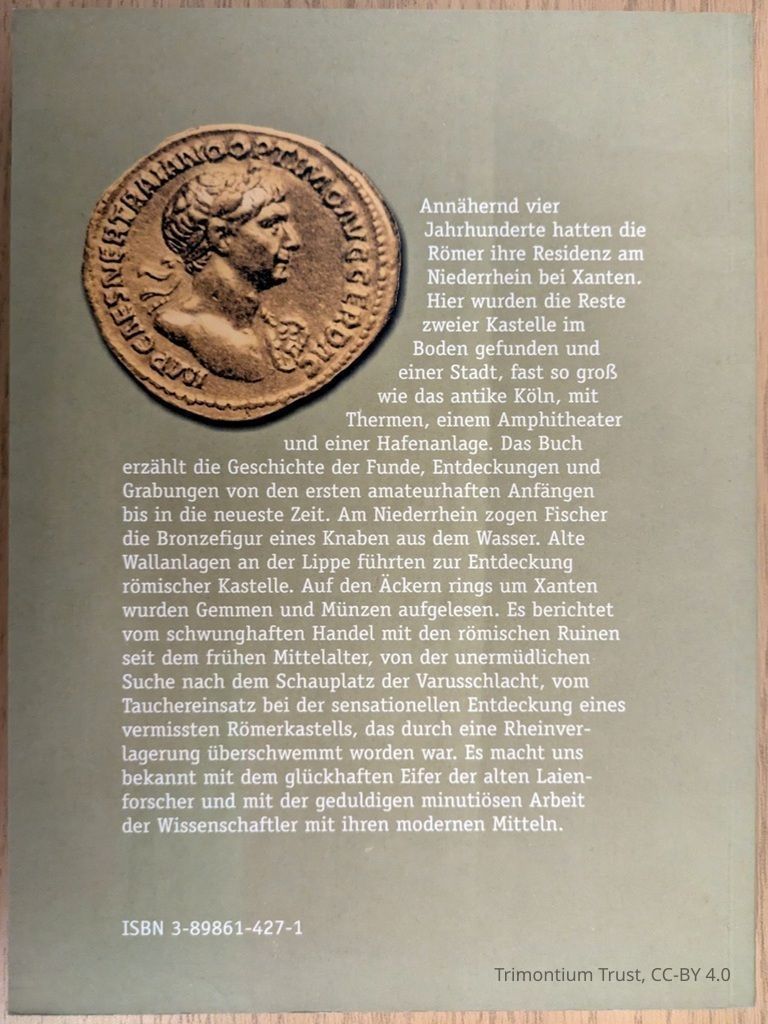 IMP CAES NER TRAIANO OPTIMO AVG GER DAC
Annähernd vier
Jahrhunderte hatten die
Römer ihre Residenz am
Niederrhein bei Xanten.
Hier wurden die Reste
zweier Kastelle im
Boden gefunden und
einer Stadt, fast so groß
wie das antike Köln, mit
Thermen, einem Amphitheater
und einer Hafenanlage. Das Buch
erzählt die Geschichte der Funde, Entdeckungen und
Grabungen von den ersten amateurhaften Anfängen
bis in die neueste Zeit. Am Niederrhein zogen Fischer
die Bronzefigur eines Knaben aus dem Wasser. Alte
Wallanlagen an der Lippe führten zur Entdeckung
römischer Kastelle. Auf den Äckern rings um Xanten
wurden Gemmen und Münzen aufgelesen. Es berichtet
vom schwunghaften Handel mit den römischen Ruinen
seit dem frühen Mittelalter, von der unermüdlichen
Suche nach dem Schauplatz der Varusschlacht, vom
Tauchereinsatz bei der sensationellen Entdeckung eines
vermissten Römerkastells, das durch eine Rheinver-
lagerung überschwemmt worden war. Es macht uns
bekannt mit dem glückhaften Eifer der alten Laien-
forscher und mit der geduldigen minutiösen Arbeit
der Wissenschaftler mit ihren modernen Mitteln.
ISBN 3-89861-427-1
Trimontium Trust, CC-BY 4.0